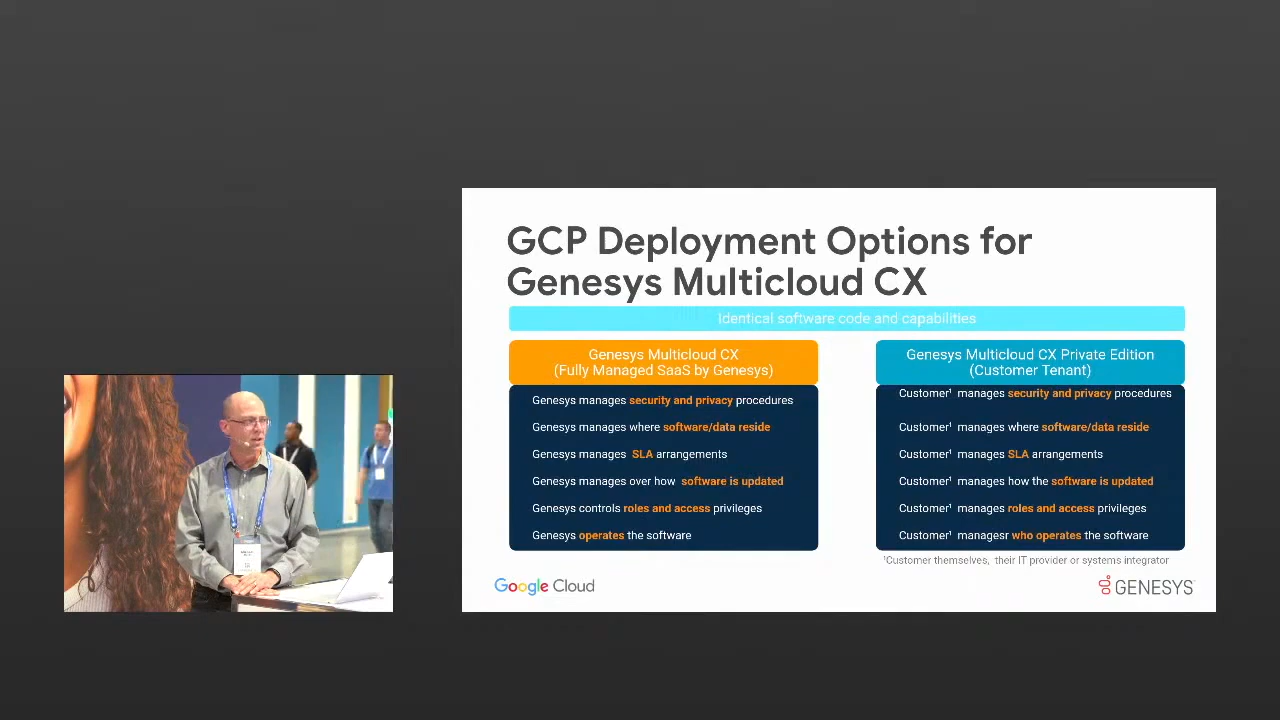 GCP Deployment Options for
Genesys Multicloud CX
Identical software code and capabilities
Genesys Multicloud CX
(Fully Managed SaaS by Genesys)
Genesys manages security and privacy procedures
Genesys manages where software/data reside
Genesys manages SLA arrangements
Genesys manages over how software is updated
Genesys controls roles and access privileges
Genesys operates the software
Genesys Multicloud CX Private Edition
(Customer Tenant)
Customer¹ manages security and privacy procedures
Customer¹ manages where software/data reside
Customer¹ manages SLA arrangements
Customer¹ manages how the software is updated
Customer¹ manages roles and access privileges
Customer¹ managesr who operates the software
¹Customer themselves, their IT provider or systems integrator
Google Cloud
GENESYS